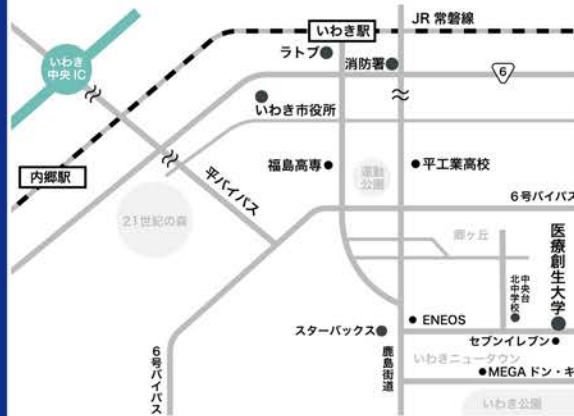 JR 常磐線
いわき駅
ラトブ
消防署
いわき
中央IC
6
いわき市役所
内郷駅
福島高専
運動
公園
平工業高校
平バイパス
21世紀の森
6号バイパス
郷ヶ丘
医療創生大学
中央台
北中学校
ENEOS
スターバックス
セブンイレブン
いわきニュータウン
6号バイパス
鹿島街道
MEGA ドン・キ
いわき公園